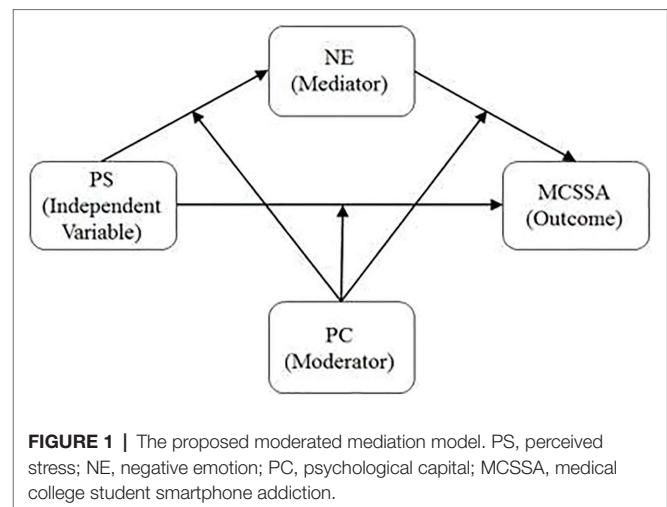 NE
(Mediator)
PS
(Independent
Variable)
MCSSA
(Outcome)
PC
(Moderator)
FIGURE 1 | The proposed moderated mediation model. PS, perceived
stress; NE, negative emotion; PC, psychological capital; MCSSA, medical
college student smartphone addiction.